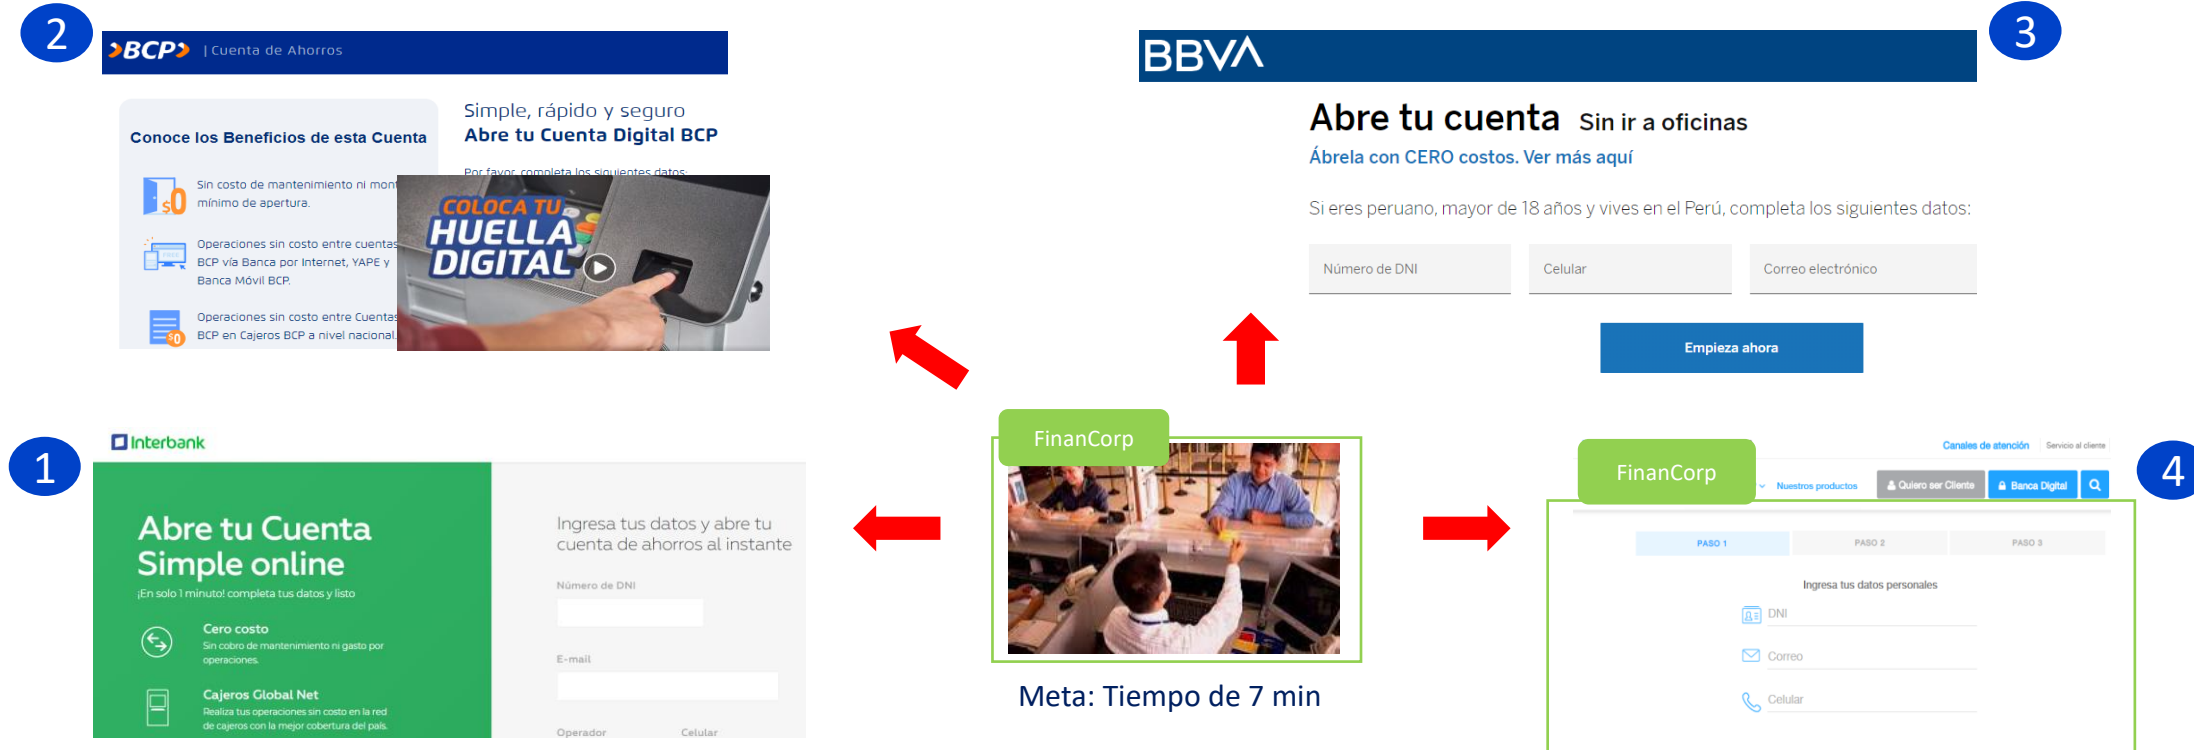 2
BCP | Cuenta de Ahorros
Conoce los Beneficios de esta Cuenta
Sin costo de mantenimiento ni mont
mínimo de apertura.
Operaciones sin costo entre cuentas
BCP vía Banca por Internet, YAPE y
Banca Móvil BCP.
Operaciones sin costo entre Cuentas
BCP en Cajeros BCP a nivel nacional.
Simple, rápido y seguro
Abre tu Cuenta Digital BCP
Por favor, completa los siguientes datos:
COLOCA TU
HUELLA
DIGITAL
3
BBVA
Abre tu cuenta Sin ir a oficinas
Ábrela con CERO costos. Ver más aquí
Si eres peruano, mayor de 18 años y vives en el Perú, completa los siguientes datos:
Número de DNI
Celular
Correo electrónico
Empieza ahora
1
Interbank
Abre tu Cuenta
Simple online
¡En solo 1 minuto! completa tus datos y listo
Cero costo
Sin cobro de mantenimiento ni gasto por
operaciones.
Cajeros Global Net
Realiza tus operaciones sin costo en la red
de cajeros con la mejor cobertura del país.
Ingresa tus datos y abre tu
cuenta de ahorros al instante
Número de DNI
E-mail
Operador
Celular
FinanCorp
Meta: Tiempo de 7 min
4
FinanCorp
Canales de atención
Servicio al cliente
Nuestros productos
Quiero ser Cliente
Banca Digital
PASO 1
PASO 2
PASO 3
Ingresa tus datos personales
DNI
Correo
Celular